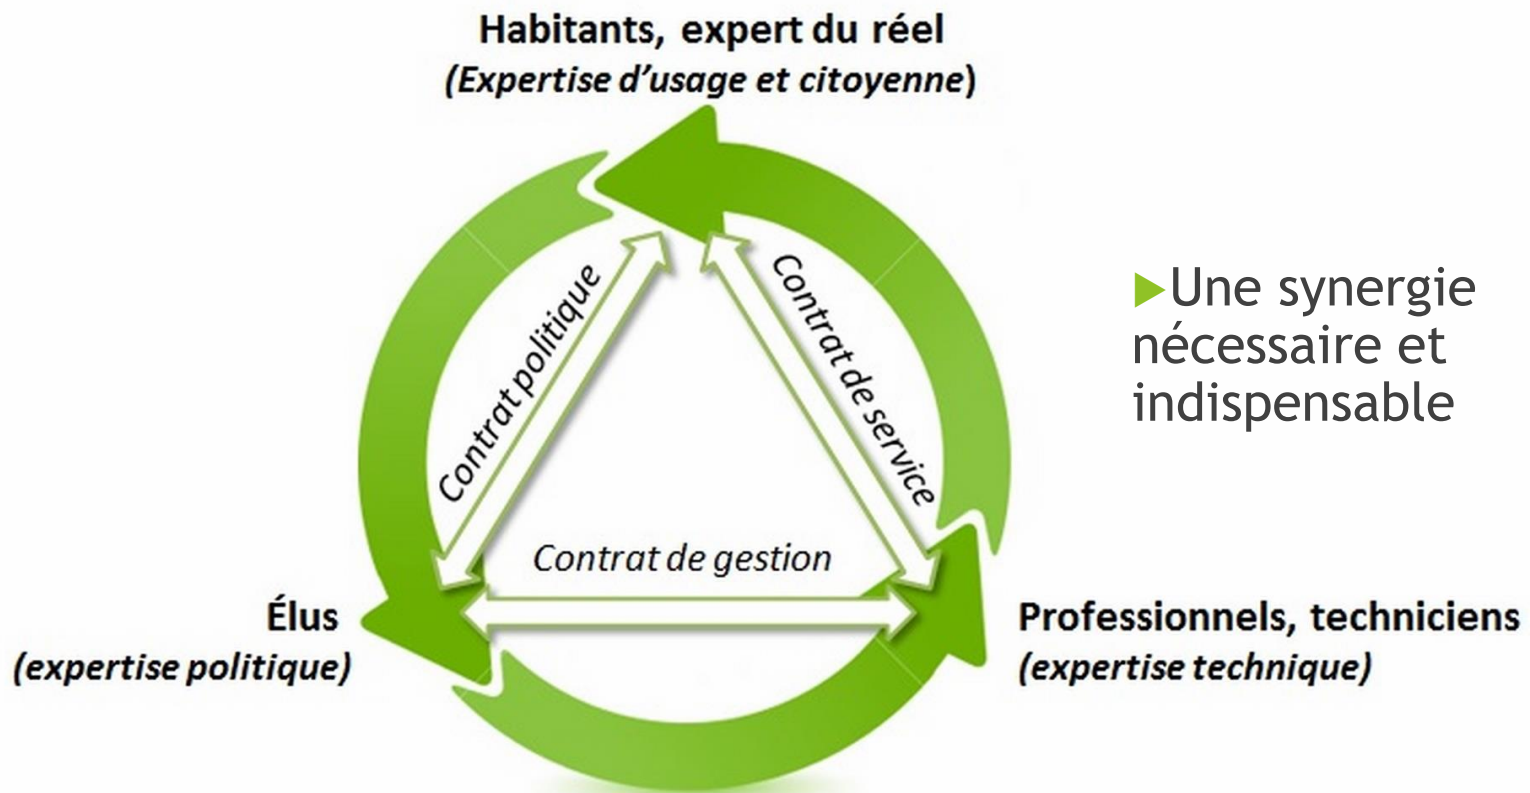 Habitants, expert du réel
(Expertise d’usage et citoyenne)
Contrat politique
Contrat de service
▶Une synergie
nécessaire et
indispensable
Contrat de gestion
Élus
(expertise politique)
Professionnels, techniciens
(expertise technique)